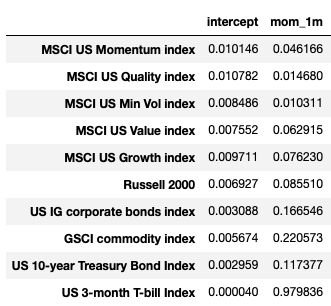 intercept mom_1m
MSCI US Momentum index 0.010146 0.046166
MSCI US Quality index 0.010782 0.014680
MSCI US Min Vol index 0.008486 0.010311
MSCI US Value index 0.007552 0.062915
MSCI US Growth index 0.009711 0.076230
Russell 2000 0.006927 0.085510
US IG corporate bonds index 0.003088 0.166546
GSCI commodity index 0.005674 0.220573
US 10-year Treasury Bond Index 0.002959 0.117377
US 3-month T-bill Index 0.000040 0.979836